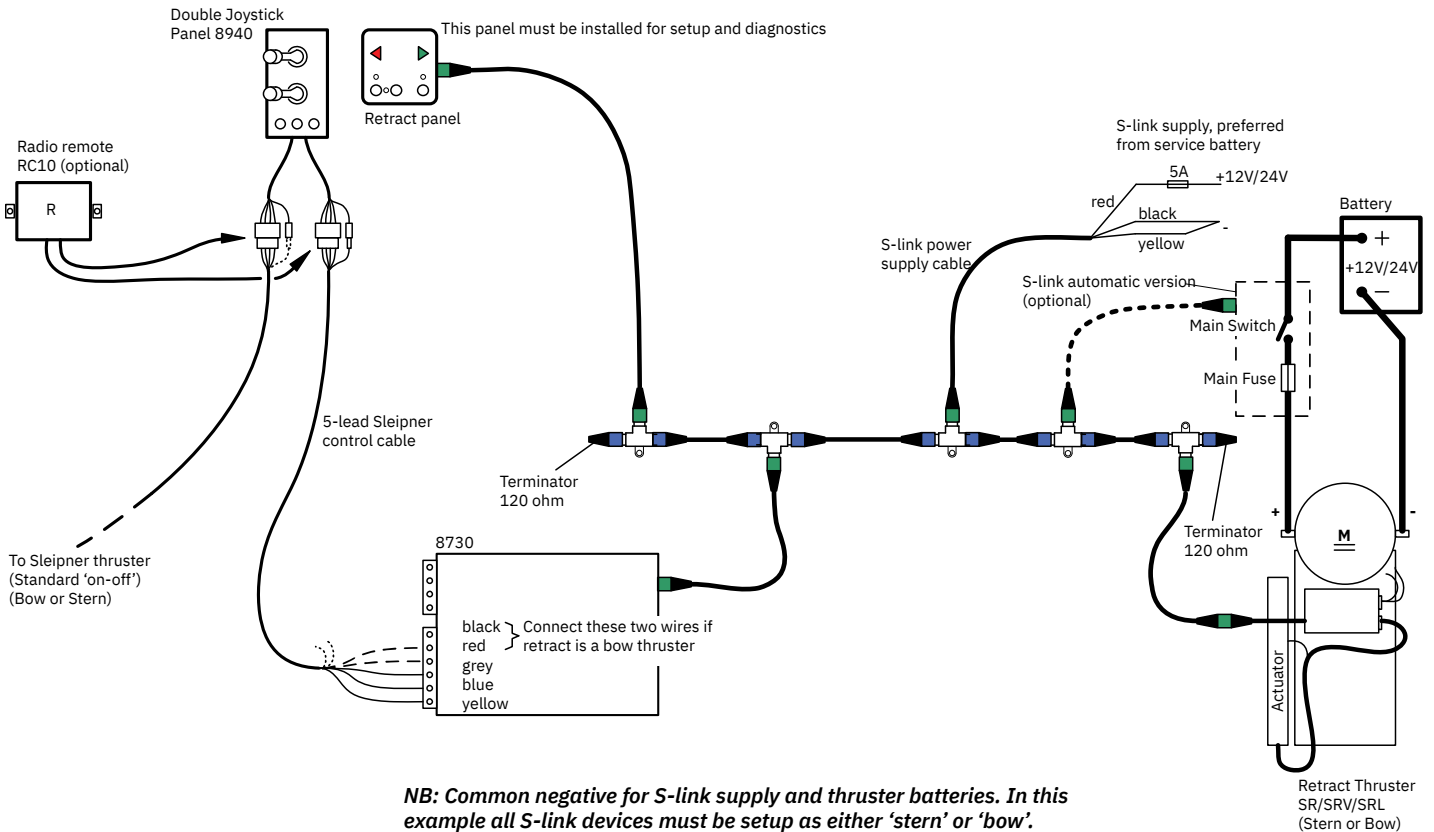 Double Joystick
Panel 8940
This panel must be installed for setup and diagnostics
Retract panel
Radio remote
RC10 (optional)
R
S-link supply, preferred
from service battery
5A
+12V/24V
red
black
-
yellow
S-link power
supply cable
Battery
+
+12V/24V
—
S-link automatic version
(optional)
Main Switch
Main Fuse
5-lead Sleipner
control cable
Terminator
120 ohm
Terminator
120 ohm
+
-
M
To Sleipner thruster
(Standard ‘on-off’)
(Bow or Stern)
8730
black
red
Connect these two wires if
retract is a bow thruster
grey
blue
yellow
Actuator
Retract Thruster
SR/SRV/SRL
(Stern or Bow)
NB: Common negative for S-link supply and thruster batteries. In this
example all S-link devices must be setup as either ‘stern’ or ‘bow’.